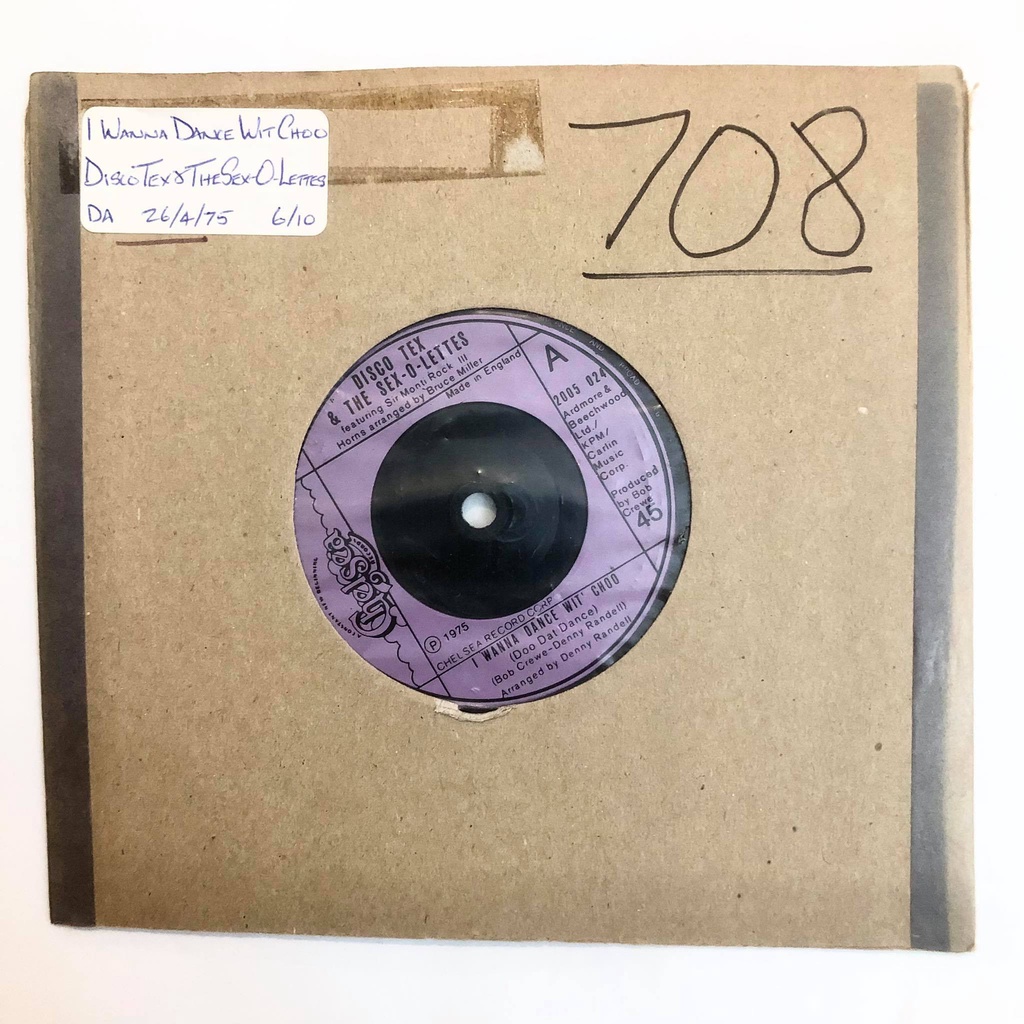 I WANNA DANCE WIT CHOO
DISCO TEX & THE SEX-O-LETTES
DA 26/4/75 6/10
708
DISCO TEX
& THE SEX-O-LETTES
featuring Sir Monti Rock III
Horns arranged by Bruce Miller
Made in England
A
2005 024
Ardmore &
Beechwood
Ltd./
KPM/
Carlin
Music
Corp.
Produced
by Bob
Crewe
45
Chelsea
RECORDS
℗ 1975
CHELSEA RECORD CORP
I WANNA DANCE WIT' CHOO
(Doo Dat Dance)
(Bob Crewe-Denny Randell)
Arranged by Denny Randell